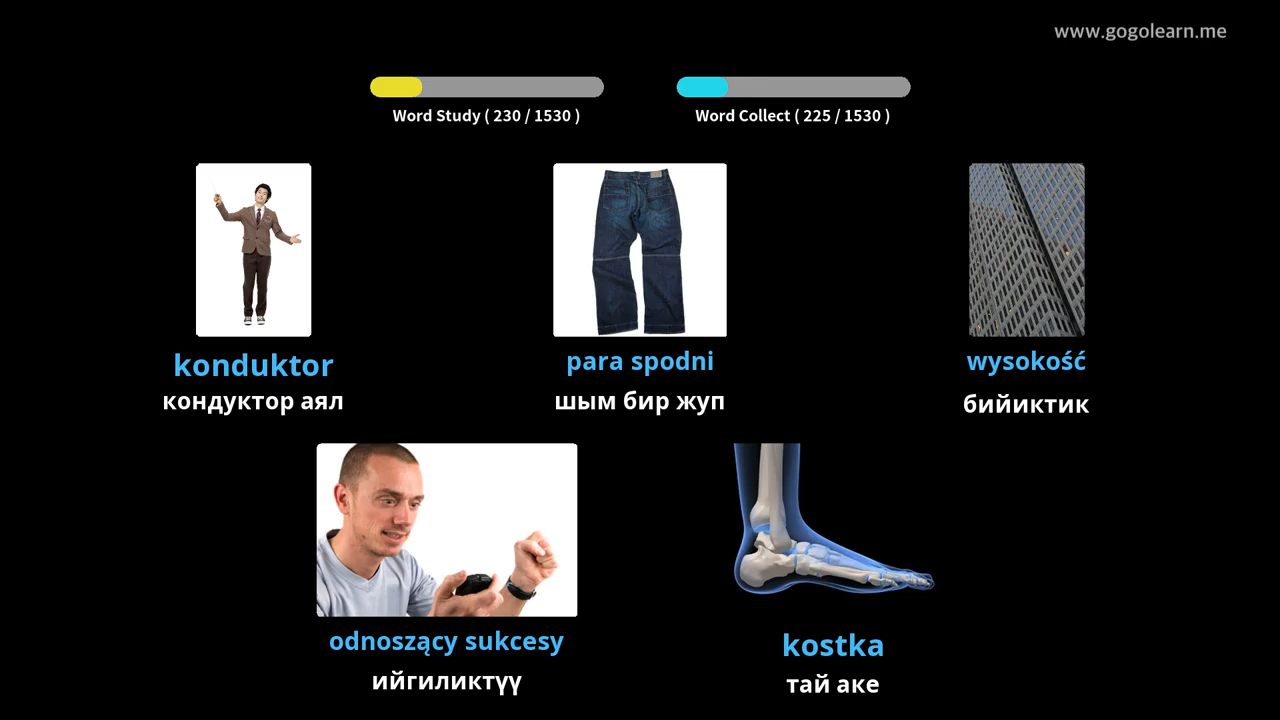 www.gogolearn.me
Word Study ( 230 / 1530 )
Word Collect ( 225 / 1530 )
konduktor
кондуктор аял
para spodni
шым бир жуп
wysokość
бийиктик
odnoszący sukcesy
ийгиликтүү
kostka
тай аке